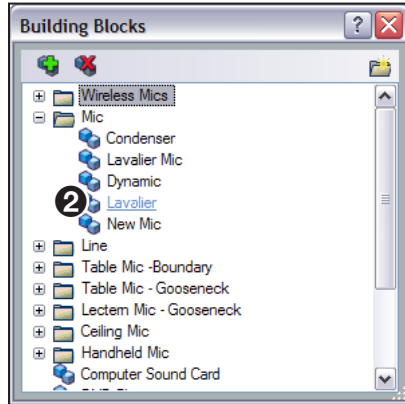 Building Blocks
Wireless Mics
Mic
Condenser
Lavalier Mic
Dynamic
2 Lavalier
New Mic
Line
Table Mic -Boundary
Table Mic - Gooseneck
Lectern Mic - Gooseneck
Ceiling Mic
Handheld Mic
Computer Sound Card